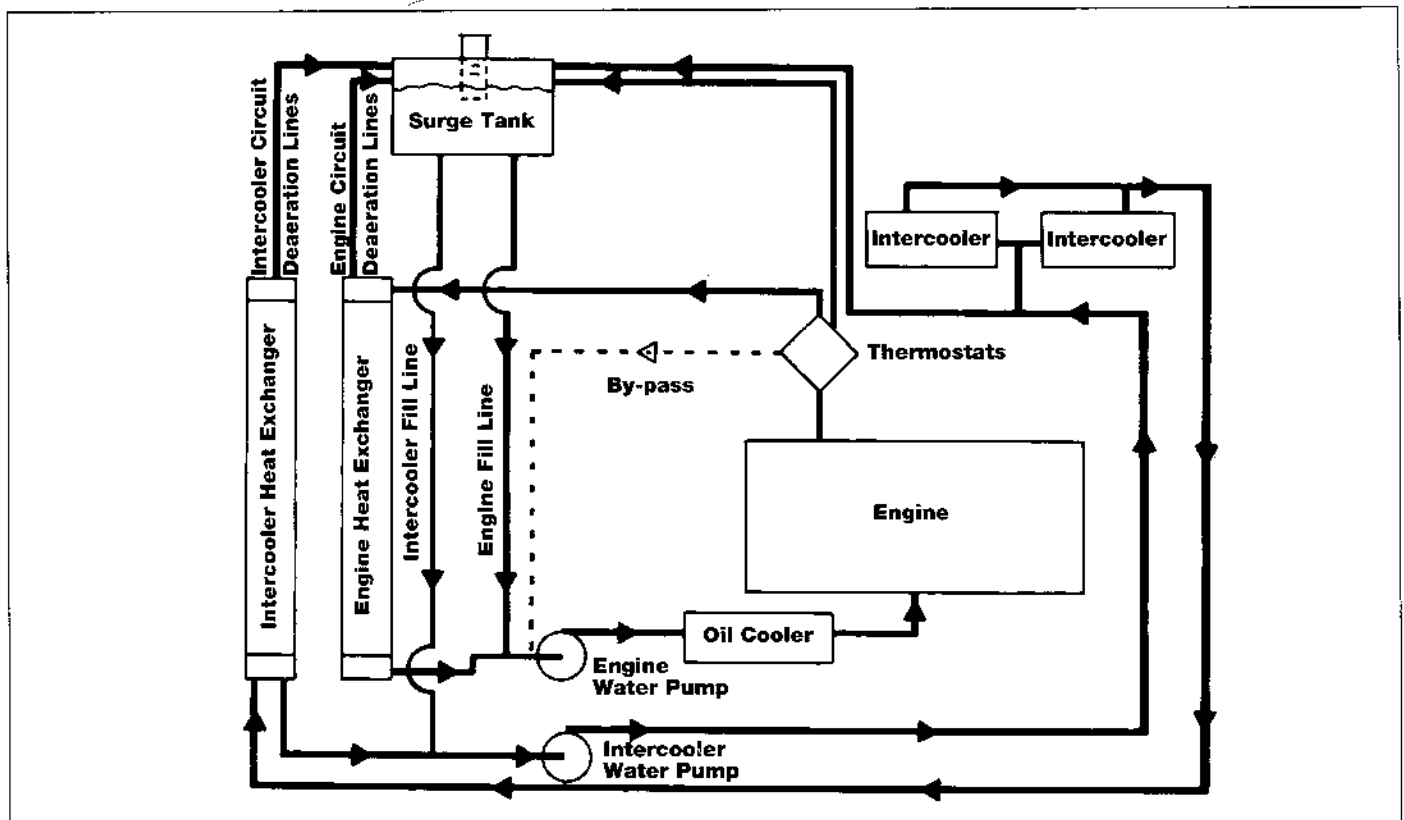 Surge Tank
Intercooler Circuit
Deaeration Lines
Engine Circuit
Deaeration Lines
Intercooler
Intercooler
Thermostats
By-pass
Intercooler Heat Exchanger
Engine Heat Exchanger
Intercooler Fill Line
Engine Fill Line
Engine
Oil Cooler
Engine
Water Pump
Intercooler
Water Pump